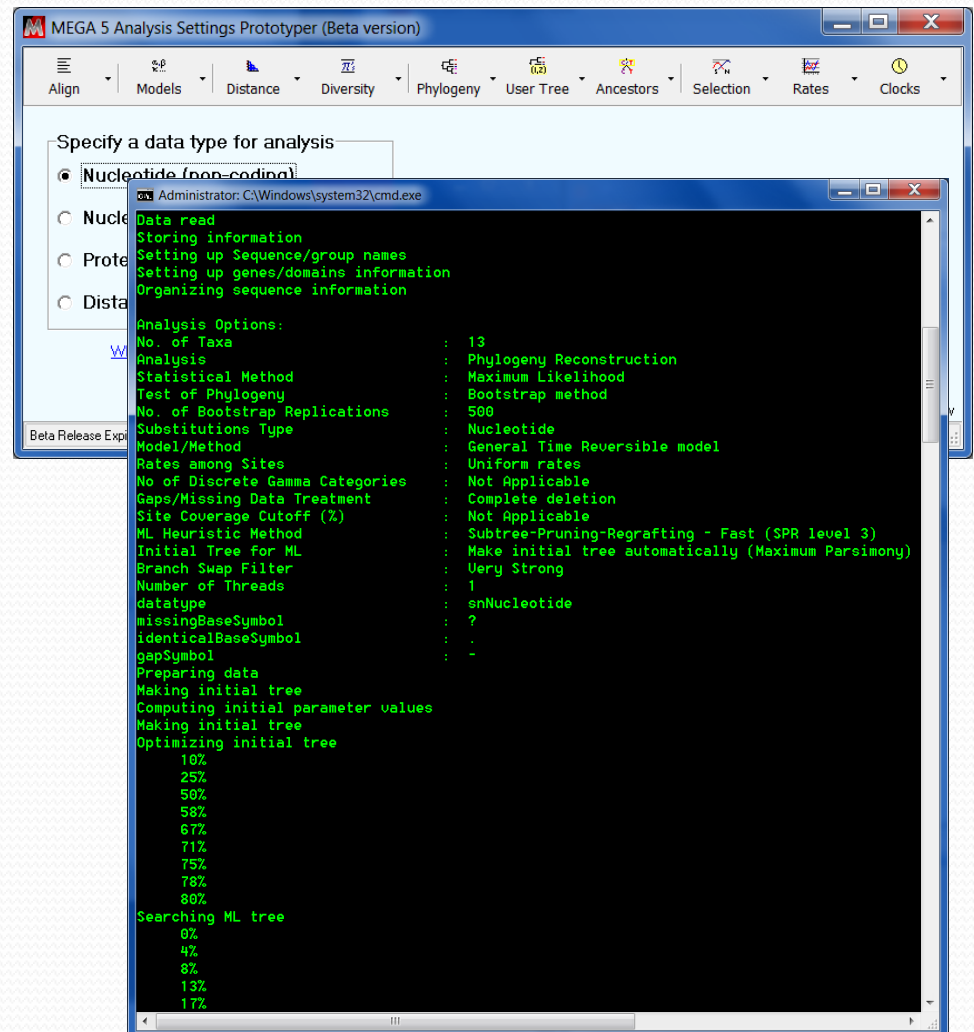 MEGA 5 Analysis Settings Prototyper (Beta version)
Align Models Distance Diversity Phylogeny User Tree Ancestors Selection Rates Clocks
Specify a data type for analysis
Nucleotide (non-coding)
Nucle
Prote
Dista
Beta Release Expi
Administrator: C:\Windows\system32\cmd.exe
Data read
Storing information
Setting up Sequence/group names
Setting up genes/domains information
Organizing sequence information
Analysis Options:
No. of Taxa : 13
Analysis : Phylogeny Reconstruction
Statistical Method : Maximum Likelihood
Test of Phylogeny : Bootstrap method
No. of Bootstrap Replications : 500
Substitutions Type : Nucleotide
Model/Method : General Time Reversible model
Rates among Sites : Uniform rates
No of Discrete Gamma Categories : Not Applicable
Gaps/Missing Data Treatment : Complete deletion
Site Coverage Cutoff (%) : Not Applicable
ML Heuristic Method : Subtree-Pruning-Regrafting - Fast (SPR level 3)
Initial Tree for ML : Make initial tree automatically (Maximum Parsimony)
Branch Swap Filter : Very Strong
Number of Threads : 1
datatype : snNucleotide
missingBaseSymbol : ?
identicalBaseSymbol : .
gapSymbol : -
Preparing data
Making initial tree
Computing initial parameter values
Making initial tree
Optimizing initial tree
10%
25%
50%
58%
67%
71%
75%
78%
80%
Searching ML tree
0%
4%
8%
13%
17%